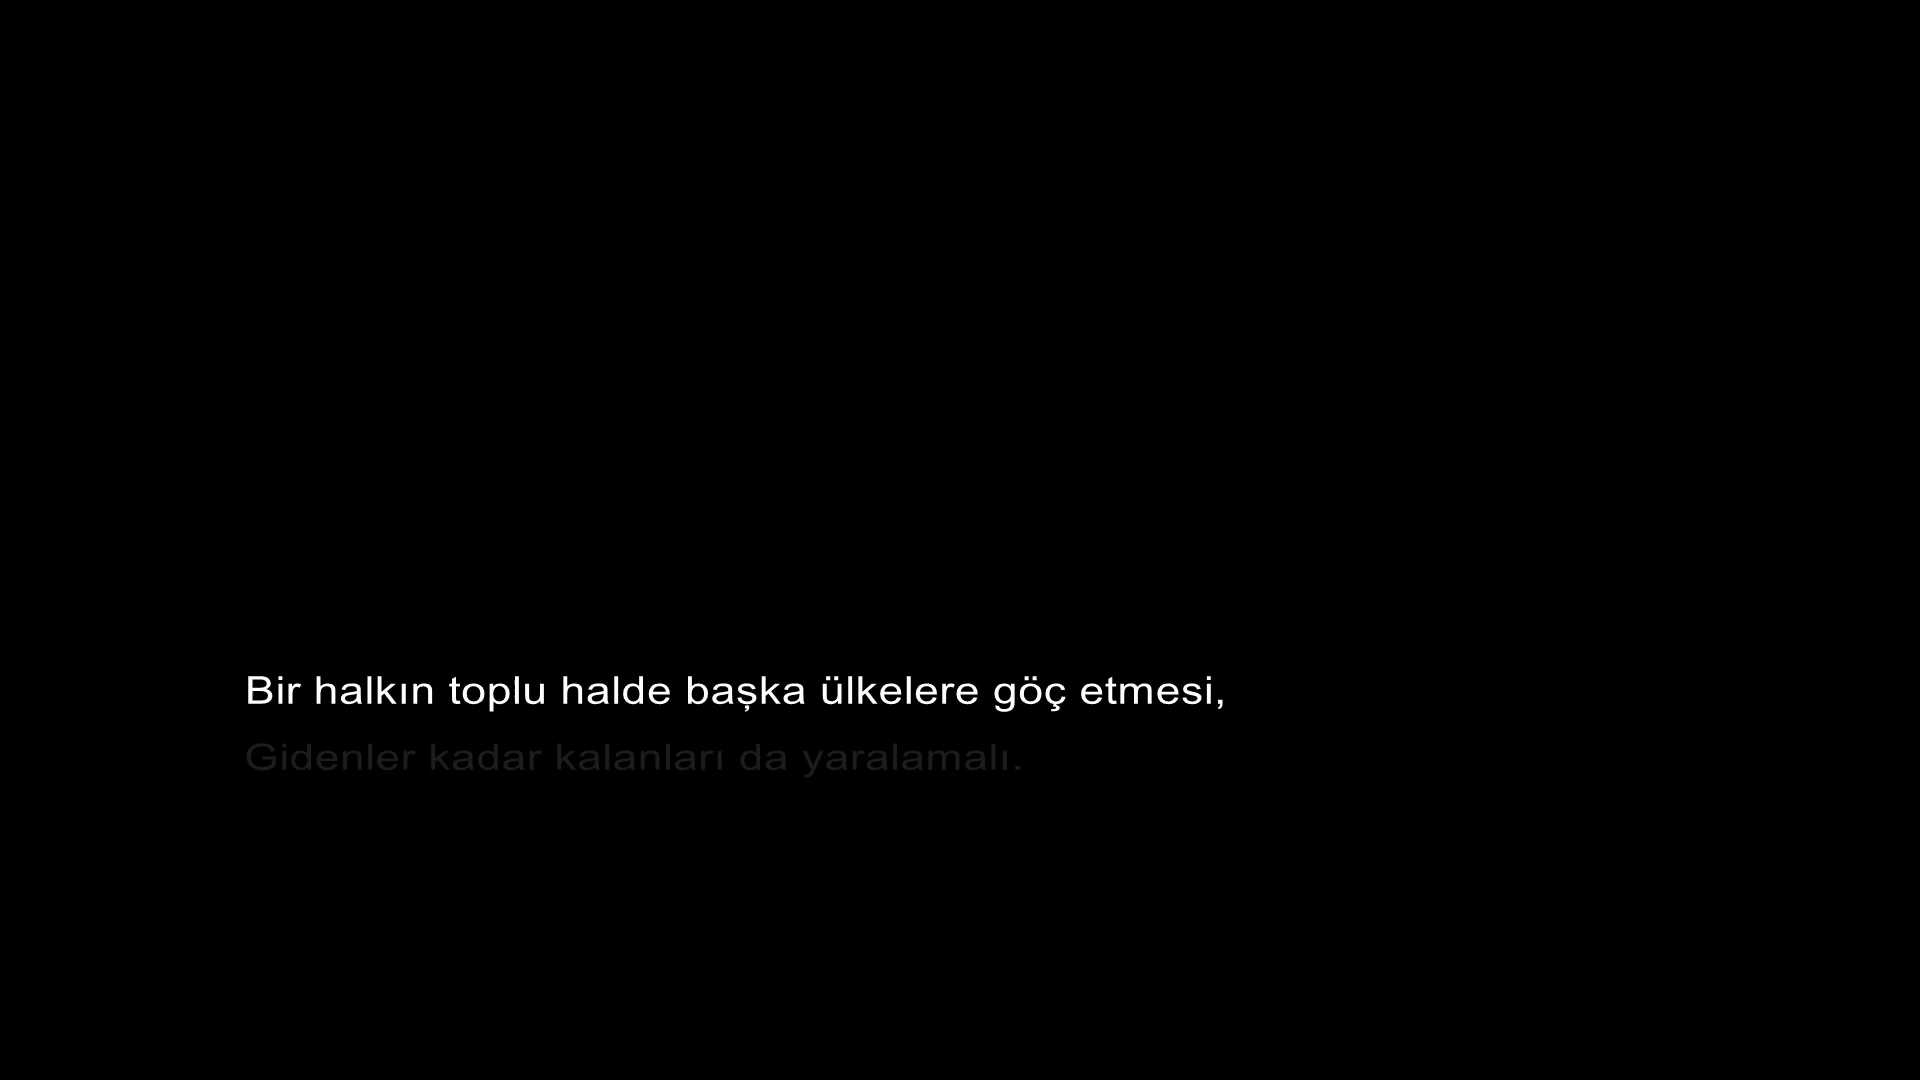 Bir halkın toplu halde başka ülkelere göç etmesi,
Gidenler kadar kalanları da yaralamalı.